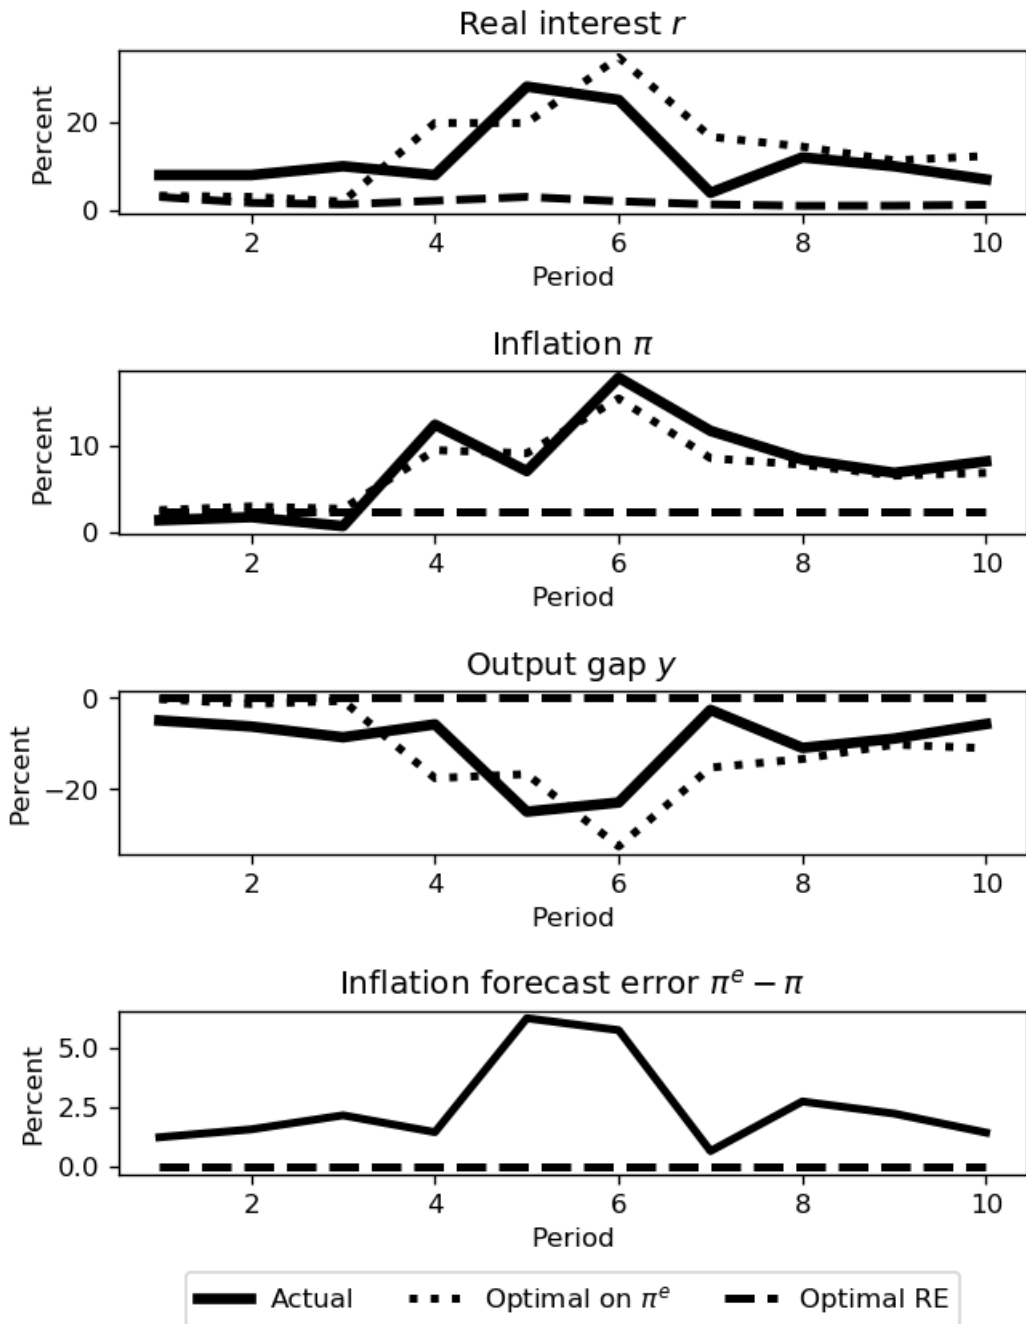 Real interest r
Percent
20
0
2 4 6 8 10
Period
Inflation π
Percent
10
0
2 4 6 8 10
Period
Output gap y
Percent
0
−20
2 4 6 8 10
Period
Inflation forecast error πᵉ − π
Percent
5.0
2.5
0.0
2 4 6 8 10
Period
Actual Optimal on πᵉ Optimal RE